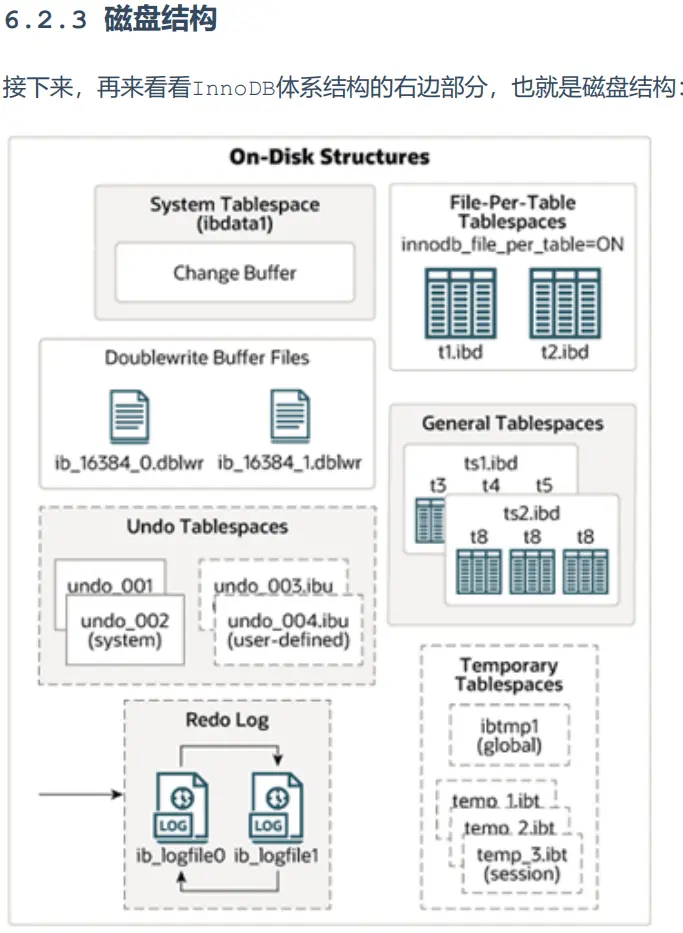 6.2.3 磁盘结构
接下来，再来看看InnoDB体系结构的右边部分，也就是磁盘结构：
On-Disk Structures
System Tablespace
(ibdata1)
Change Buffer
File-Per-Table
Tablespaces
innodb_file_per_table=ON
t1.ibd
t2.ibd
Doublewrite Buffer Files
ib_16384_0.dblwr
ib_16384_1.dblwr
General Tablespaces
ts1.ibd
t3 t4 t5
ts2.ibd
t8 t8 t8
Undo Tablespaces
undo_001
undo_002
(system)
undo_003.ibu
undo_004.ibu
(user-defined)
Temporary
Tablespaces
ibtmp1
(global)
temp_1.ibt
temp_2.ibt
temp_3.ibt
(session)
Redo Log
LOG
LOG
ib_logfile0
ib_logfile1